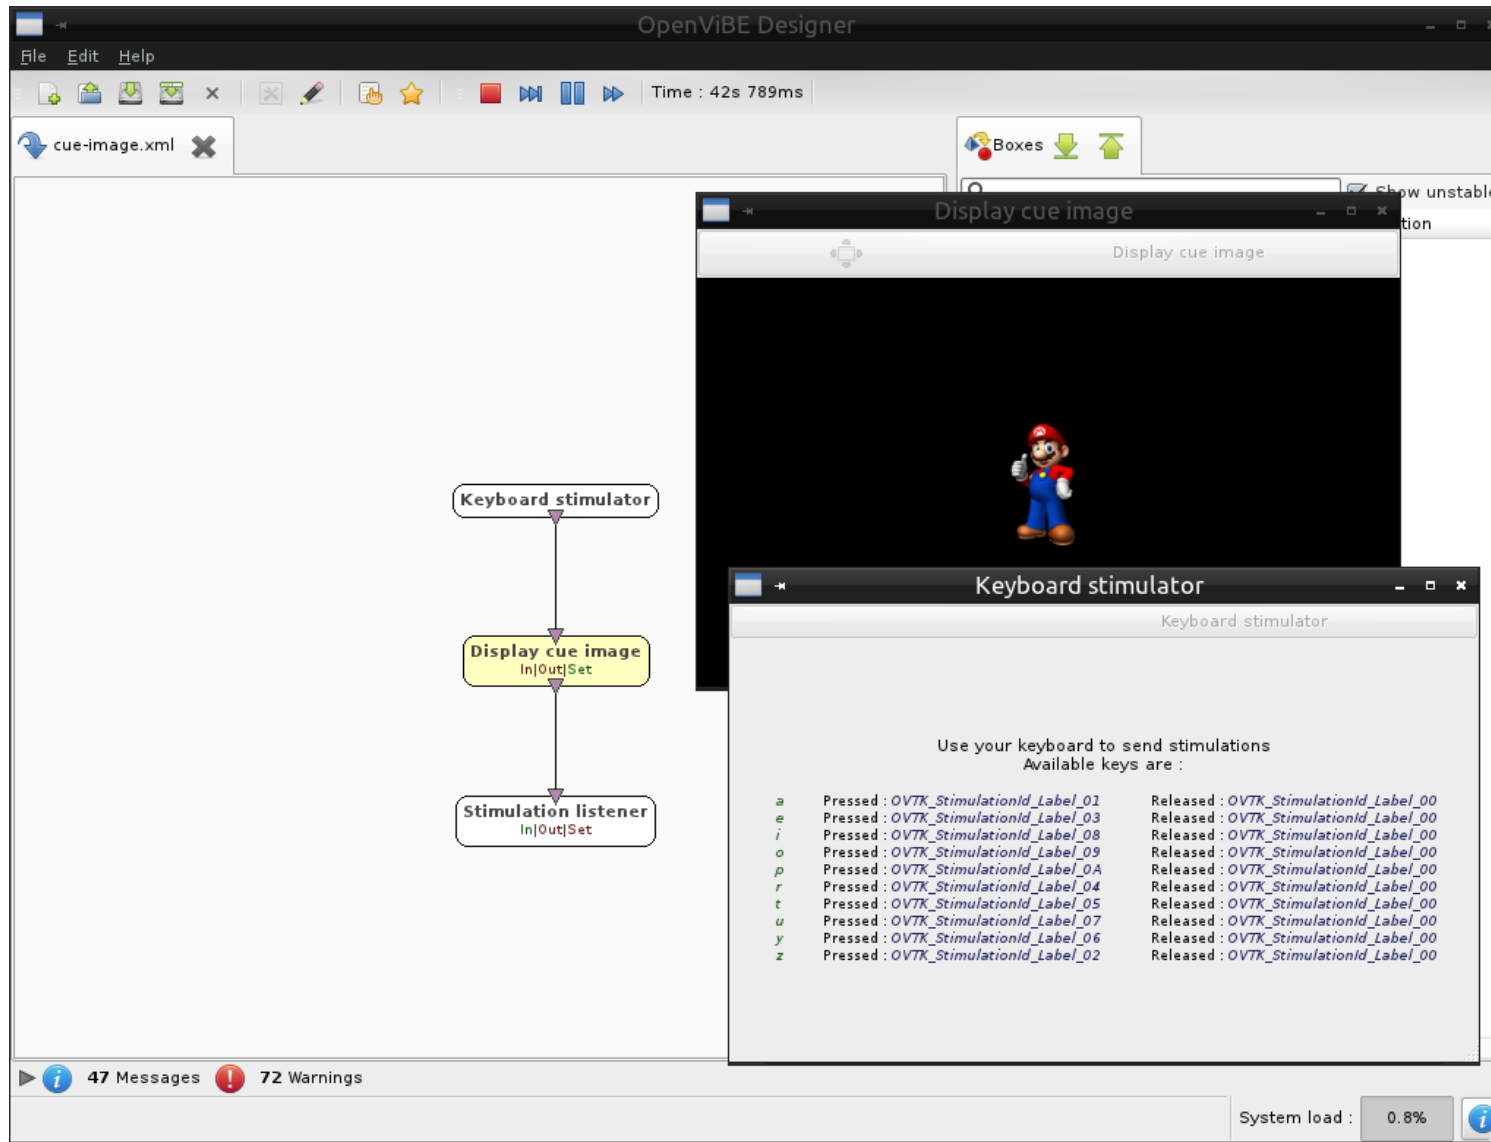 OpenViBE Designer
File Edit Help
Time : 42s 789ms
cue-image.xml
Boxes
Show unstable
tion
Display cue image
Display cue image
Keyboard stimulator
Display cue image
In|Out|Set
Stimulation listener
In|Out|Set
Keyboard stimulator
Keyboard stimulator
Use your keyboard to send stimulations
Available keys are :
a Pressed : OVTK_StimulationId_Label_01 Released : OVTK_StimulationId_Label_00
e Pressed : OVTK_StimulationId_Label_03 Released : OVTK_StimulationId_Label_00
i Pressed : OVTK_StimulationId_Label_08 Released : OVTK_StimulationId_Label_00
o Pressed : OVTK_StimulationId_Label_09 Released : OVTK_StimulationId_Label_00
p Pressed : OVTK_StimulationId_Label_0A Released : OVTK_StimulationId_Label_00
r Pressed : OVTK_StimulationId_Label_04 Released : OVTK_StimulationId_Label_00
t Pressed : OVTK_StimulationId_Label_05 Released : OVTK_StimulationId_Label_00
u Pressed : OVTK_StimulationId_Label_07 Released : OVTK_StimulationId_Label_00
y Pressed : OVTK_StimulationId_Label_06 Released : OVTK_StimulationId_Label_00
z Pressed : OVTK_StimulationId_Label_02 Released : OVTK_StimulationId_Label_00
47 Messages 72 Warnings
System load : 0.8%